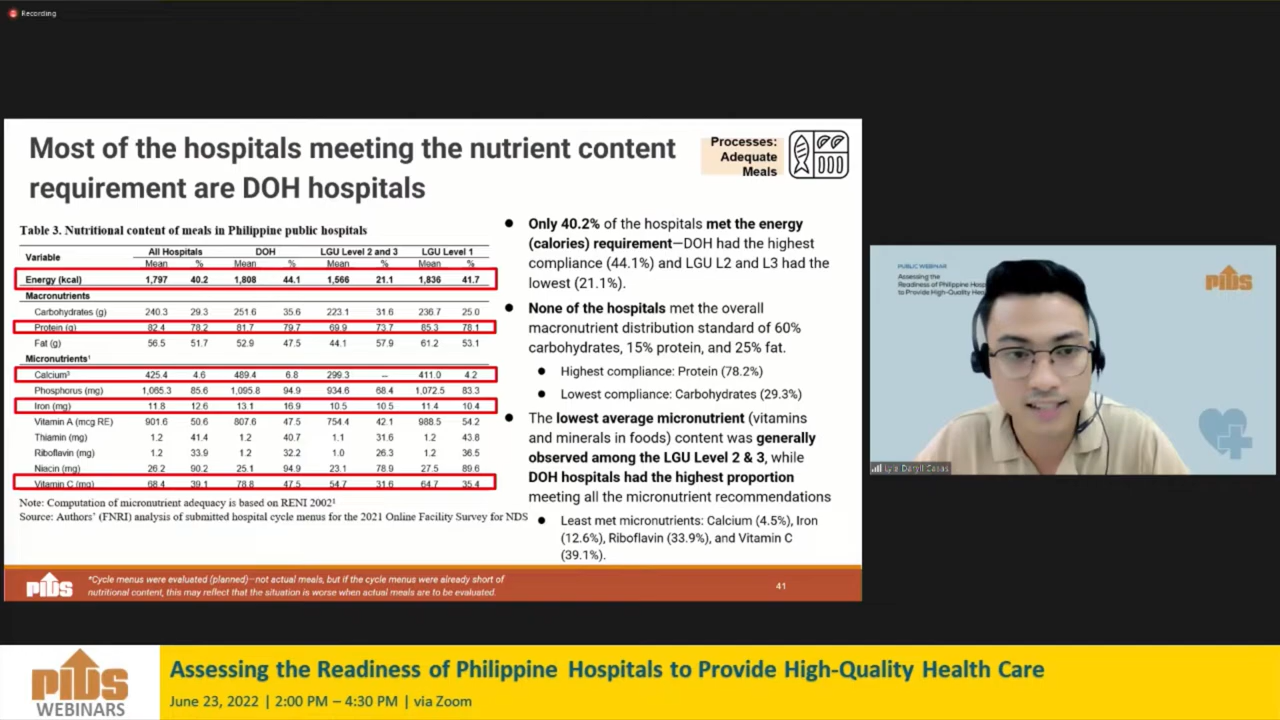 Recording
Most of the hospitals meeting the nutrient content
requirement are DOH hospitals
Processes:
Adequate
Meals
Table 3. Nutritional content of meals in Philippine public hospitals
Variable All Hospitals DOH LGU Level 2 and 3 LGU Level 1
Mean % Mean % Mean % Mean %
Energy (kcal) 1,797 40.2 1,808 44.1 1,566 21.1 1,836 41.7
Macronutrients
Carbohydrates (g) 240.3 29.3 251.6 35.6 223.1 31.6 236.7 25.0
Protein (g) 82.4 78.2 81.7 79.7 69.9 73.7 85.3 78.1
Fat (g) 56.5 51.7 52.9 47.5 44.1 57.9 61.2 53.1
Micronutrients¹
Calcium³ 425.4 4.6 489.4 6.8 299.3 -- 411.0 4.2
Phosphorus (mg) 1,065.3 85.6 1,095.8 94.9 934.6 68.4 1,072.5 83.3
Iron (mg) 11.8 12.6 13.1 16.9 10.5 10.5 11.4 10.4
Vitamin A (mcg RE) 901.6 50.6 807.6 47.5 754.4 42.1 988.5 54.2
Thiamin (mg) 1.2 41.4 1.2 40.7 1.1 31.6 1.2 43.8
Riboflavin (mg) 1.2 33.9 1.2 32.2 1.0 26.3 1.2 36.5
Niacin (mg) 26.2 90.2 25.1 94.9 23.1 78.9 27.5 89.6
Vitamin C (mg) 68.4 39.1 78.8 47.5 54.7 31.6 64.7 35.4
Note: Computation of micronutrient adequacy is based on RENI 2002¹
Source: Authors' (FNRI) analysis of submitted hospital cycle menus for the 2021 Online Facility Survey for NDS
● Only 40.2% of the hospitals met the energy
(calories) requirement—DOH had the highest
compliance (44.1%) and LGU L2 and L3 had the
lowest (21.1%).
● None of the hospitals met the overall
macronutrient distribution standard of 60%
carbohydrates, 15% protein, and 25% fat.
● Highest compliance: Protein (78.2%)
● Lowest compliance: Carbohydrates (29.3%)
● The lowest average micronutrient (vitamins
and minerals in foods) content was generally
observed among the LGU Level 2 & 3, while
DOH hospitals had the highest proportion
meeting all the micronutrient recommendations
● Least met micronutrients: Calcium (4.5%), Iron
(12.6%), Riboflavin (33.9%), and Vitamin C
(39.1%).
PIDS
*Cycle menus were evaluated (planned)—not actual meals, but if the cycle menus were already short of
nutritional content, this may reflect that the situation is worse when actual meals are to be evaluated.
41
PUBLIC WEBINAR
Assessing the
Readiness of Philippine Hosp
to Provide High-Quality Hea
PIDS
Lyle Daryll Casas
PIDS
WEBINARS
Assessing the Readiness of Philippine Hospitals to Provide High-Quality Health Care
June 23, 2022 | 2:00 PM – 4:30 PM | via Zoom